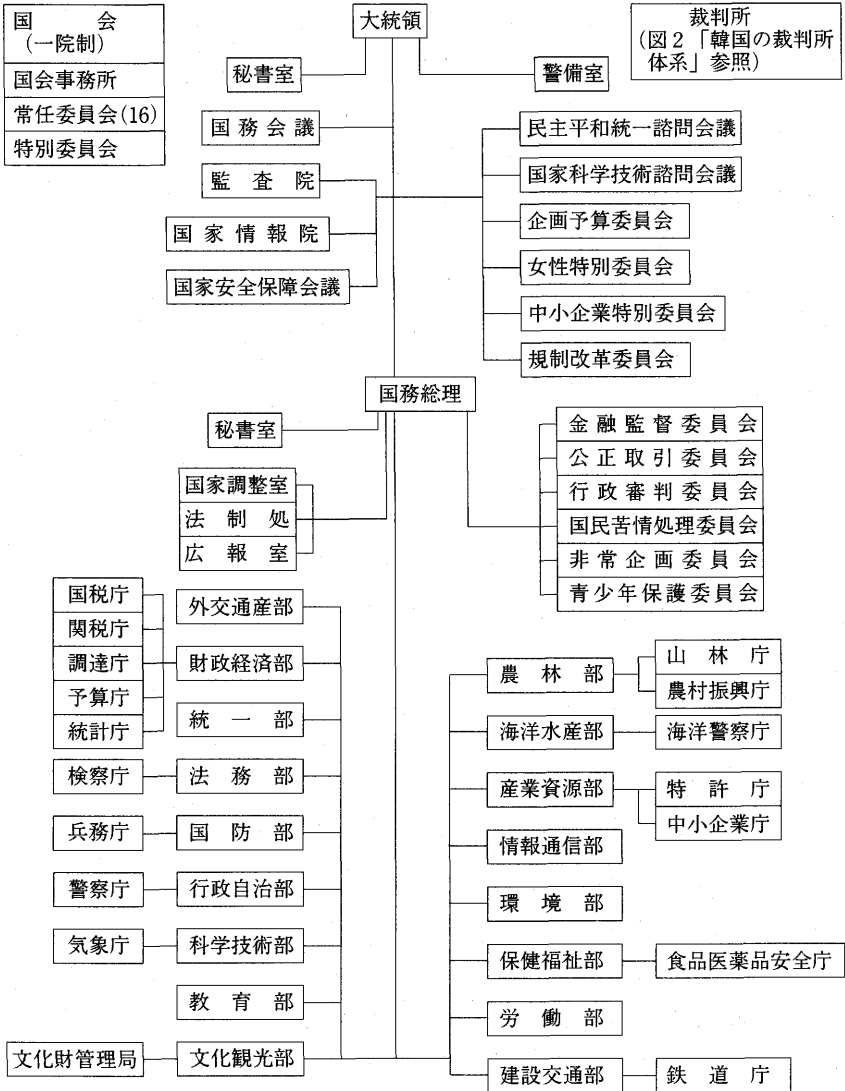 国会
(一院制)
国会事務所
常任委員会(16)
特別委員会
大統領
裁判所
(図2「韓国の裁判所
体系」参照)
秘書室
警備室
国務会議
監査院
国家情報院
国家安全保障会議
民主平和統一諮問会議
国家科学技術諮問会議
企画予算委員会
女性特別委員会
中小企業特別委員会
規制改革委員会
国務総理
秘書室
国家調整室
法制処
広報室
金融監督委員会
公正取引委員会
行政審判委員会
国民苦情処理委員会
非常企画委員会
青少年保護委員会
国税庁
関税庁
調達庁
予算庁
統計庁
検察庁
兵務庁
警察庁
気象庁
文化財管理局
外交通産部
財政経済部
統一部
法務部
国防部
行政自治部
科学技術部
教育部
文化観光部
農林部
海洋水産部
産業資源部
情報通信部
環境部
保健福祉部
労働部
建設交通部
山林庁
農村振興庁
海洋警察庁
特許庁
中小企業庁
食品医薬品安全庁
鉄道庁